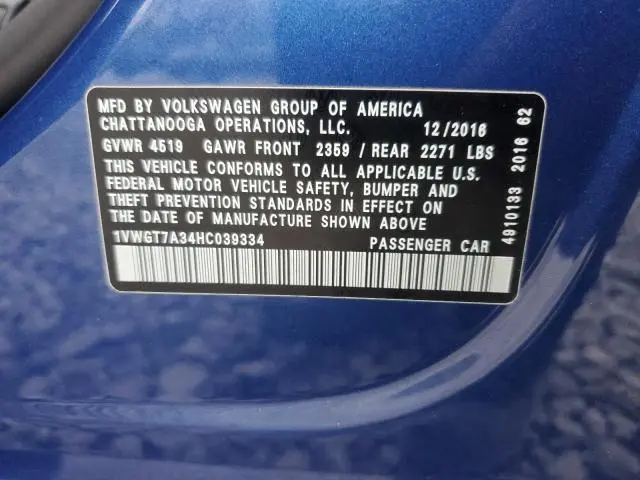 MFD BY VOLKSWAGEN GROUP OF AMERICA
CHATTANOOGA OPERATIONS, LLC. 12/2016
GVWR 4519 GAWR FRONT 2359 / REAR 2271 LBS
THIS VEHICLE CONFORMS TO ALL APPLICABLE U.S.
FEDERAL MOTOR VEHICLE SAFETY, BUMPER AND
THEFT PREVENTION STANDARDS IN EFFECT ON THE
DATE OF MANUFACTURE SHOWN ABOVE
1VWGT7A34HC039334 PASSENGER CAR
4910133 2016 62